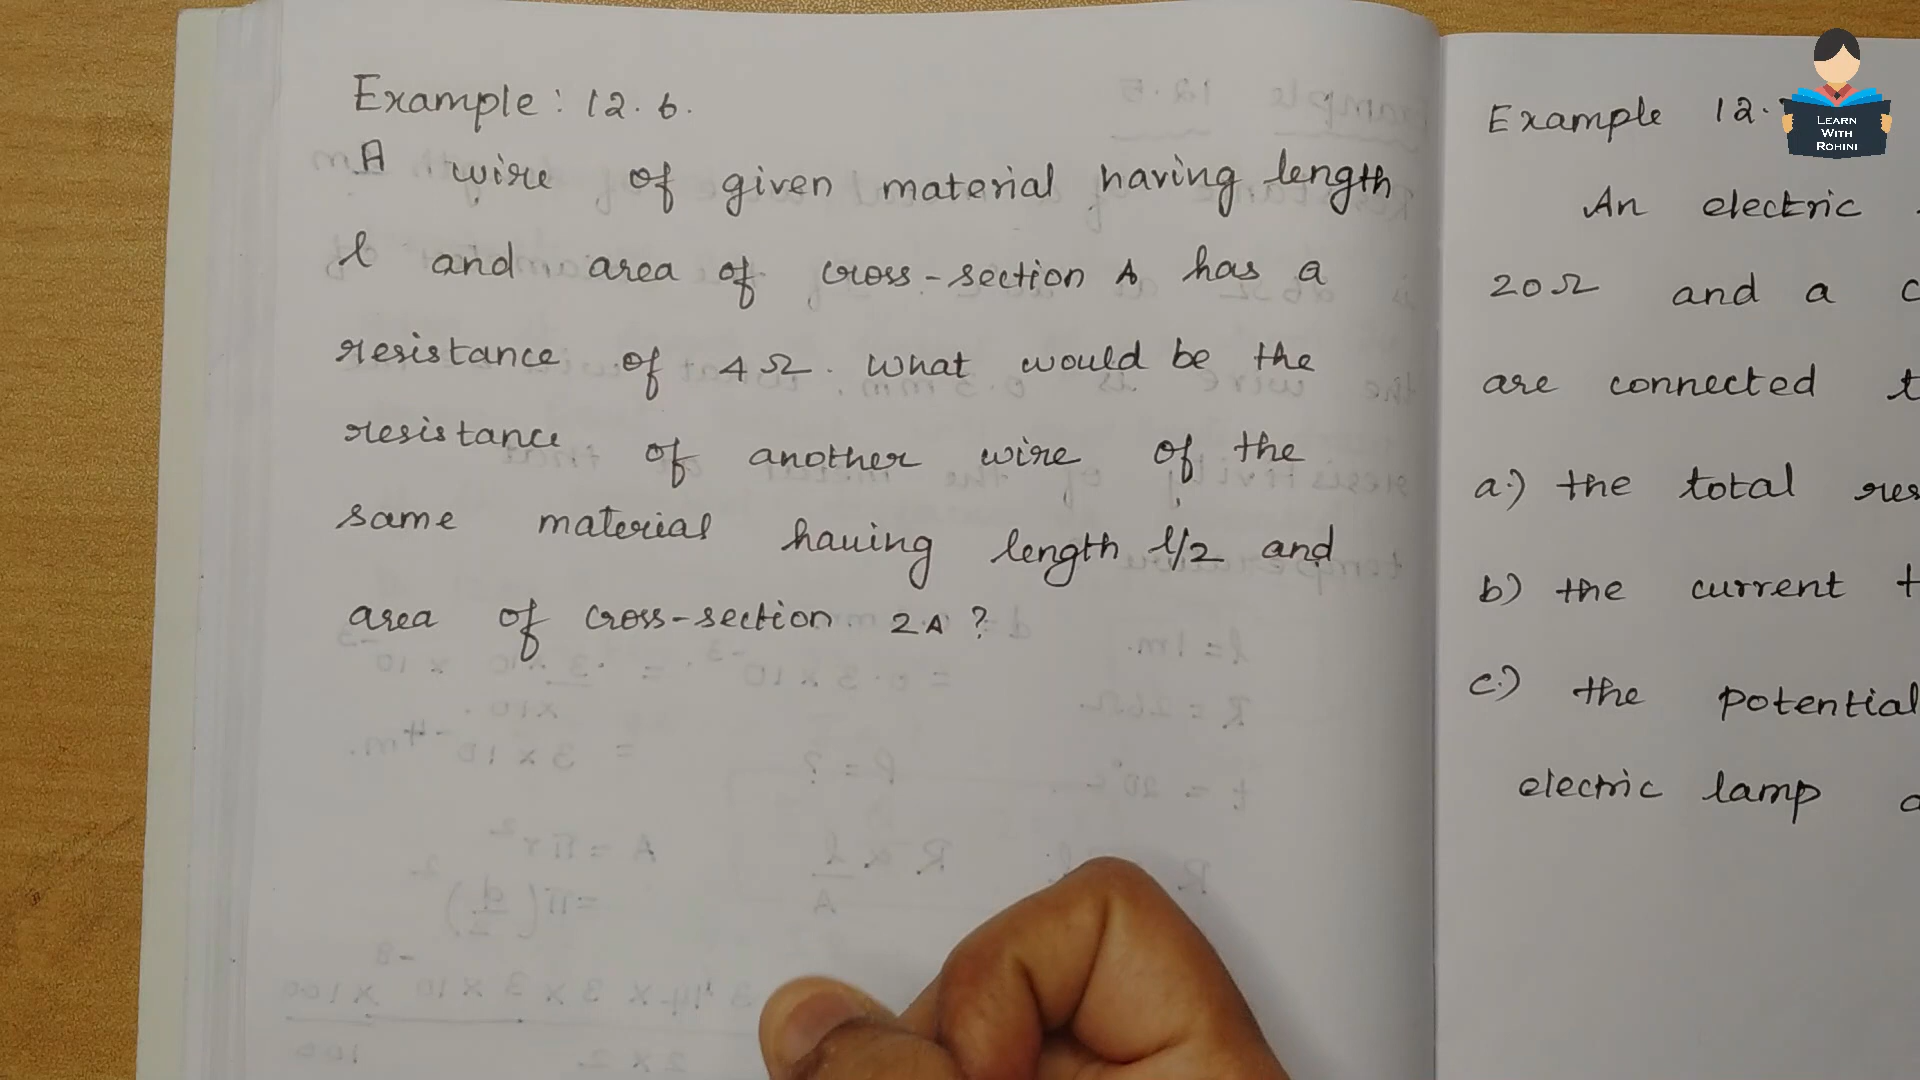 Example: 12.6.
A wire of given material having length
l and area of cross-section A has a
resistance of 4Ω. What would be the
resistance of another wire of the
same material having length l/2 and
area of cross-section 2A?
Example 12.
An electric
20Ω and a
are connected
a.) the total
b) the current
c.) the potential
electric lamp
LEARN
WITH
ROHINI